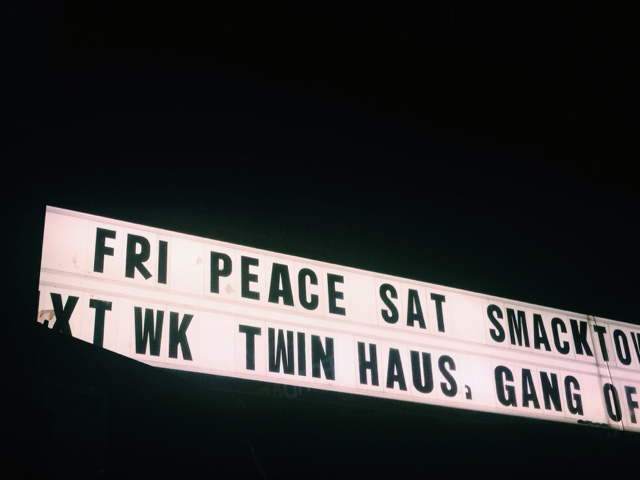 FRI PEACE SAT SMACKTOW
XT WK TWIN HAUS, GANG OF